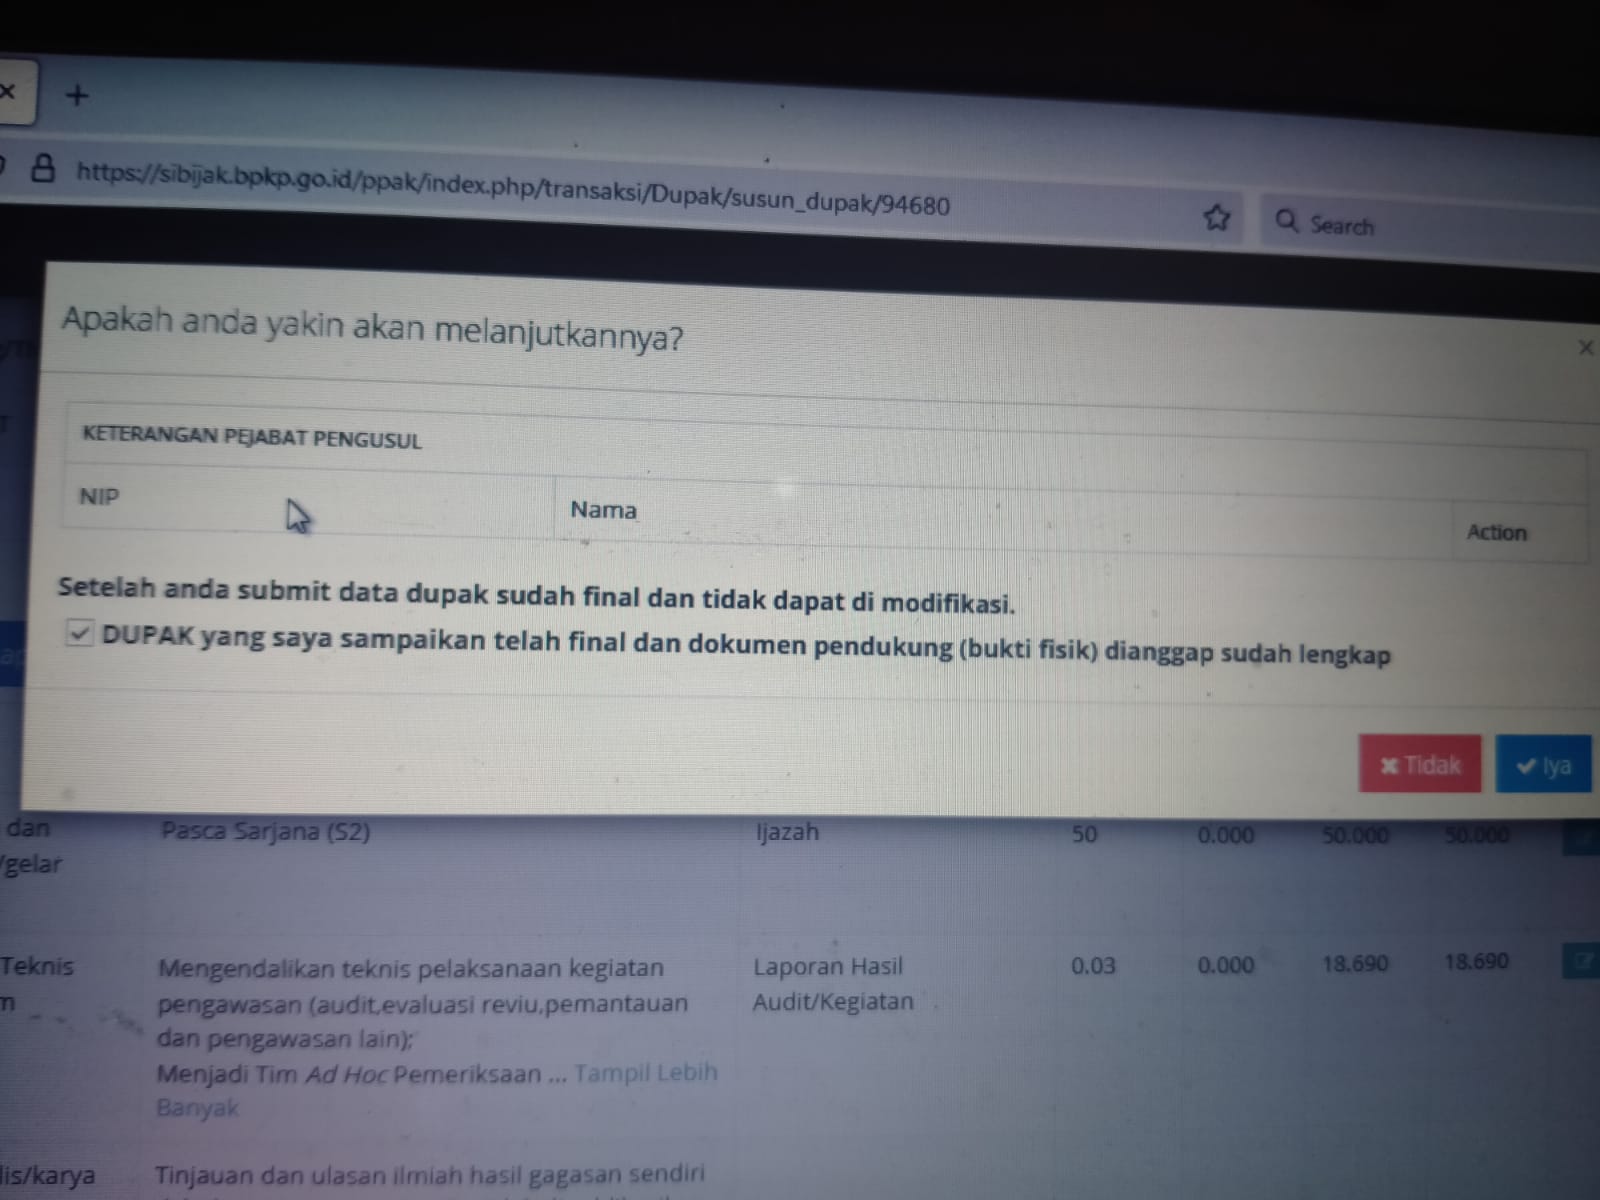 https://sibijak.bpkp.go.id/ppak/index.php/transaksi/Dupak/susun_dupak/94680
Search
Apakah anda yakin akan melanjutkannya?
KETERANGAN PEJABAT PENGUSUL
NIP Nama Action
Setelah anda submit data dupak sudah final dan tidak dapat di modifikasi.
DUPAK yang saya sampaikan telah final dan dokumen pendukung (bukti fisik) dianggap sudah lengkap
Tidak Iya
dan Pasca Sarjana (S2) Ijazah 50 0.000 50.000 50.000
/gelar
Teknis Mengendalikan teknis pelaksanaan kegiatan Laporan Hasil 0.03 0.000 18.690 18.690
pengawasan (audit,evaluasi reviu,pemantauan Audit/Kegiatan
dan pengawasan lain);
Menjadi Tim Ad Hoc Pemeriksaan ... Tampil Lebih
Banyak
lis/karya Tinjauan dan ulasan ilmiah hasil gagasan sendiri